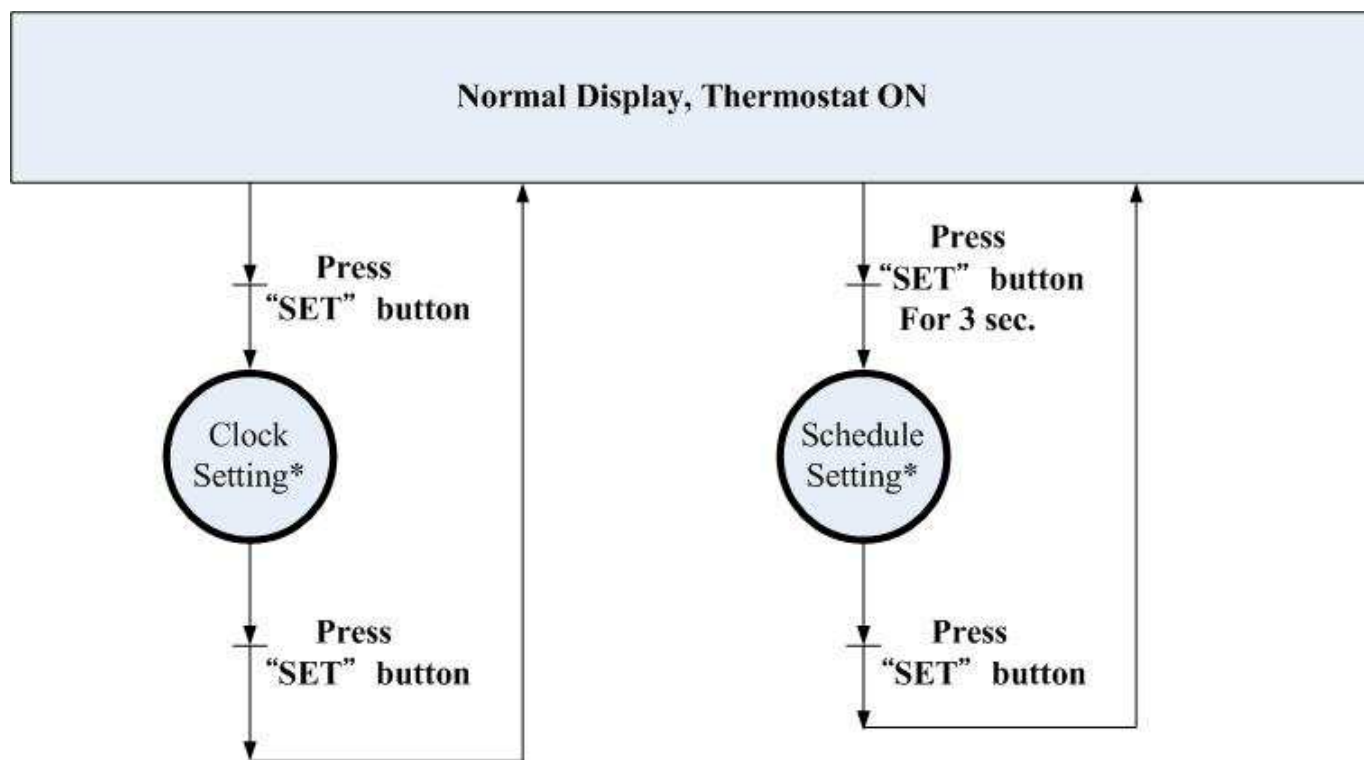 Normal Display, Thermostat ON
Press
“SET” button
Press
“SET” button
For 3 sec.
Clock
Setting*
Schedule
Setting*
Press
“SET” button
Press
“SET” button